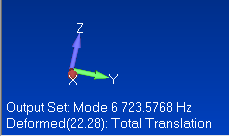 Z
Y
X
Output Set: Mode 6 723.5768 Hz
Deformed(22.28): Total Translation